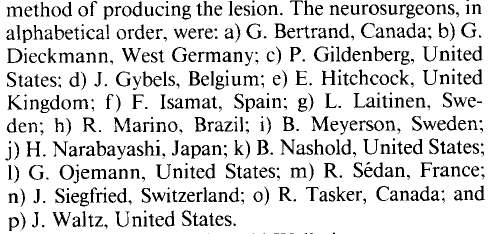 method of producing the lesion. The neurosurgeons, in
alphabetical order, were: a) G. Bertrand, Canada; b) G.
Dieckmann, West Germany; c) P. Gildenberg, United
States; d) J. Gybels, Belgium; e) E. Hitchcock, United
Kingdom; f) F. Isamat, Spain; g) L. Laitinen, Swe-
den; h) R. Marino, Brazil; i) B. Meyerson, Sweden;
j) H. Narabayashi, Japan; k) B. Nashold, United States;
l) G. Ojemann, United States; m) R. Sédan, France;
n) J. Siegfried, Switzerland; o) R. Tasker, Canada; and
p) J. Waltz, United States.